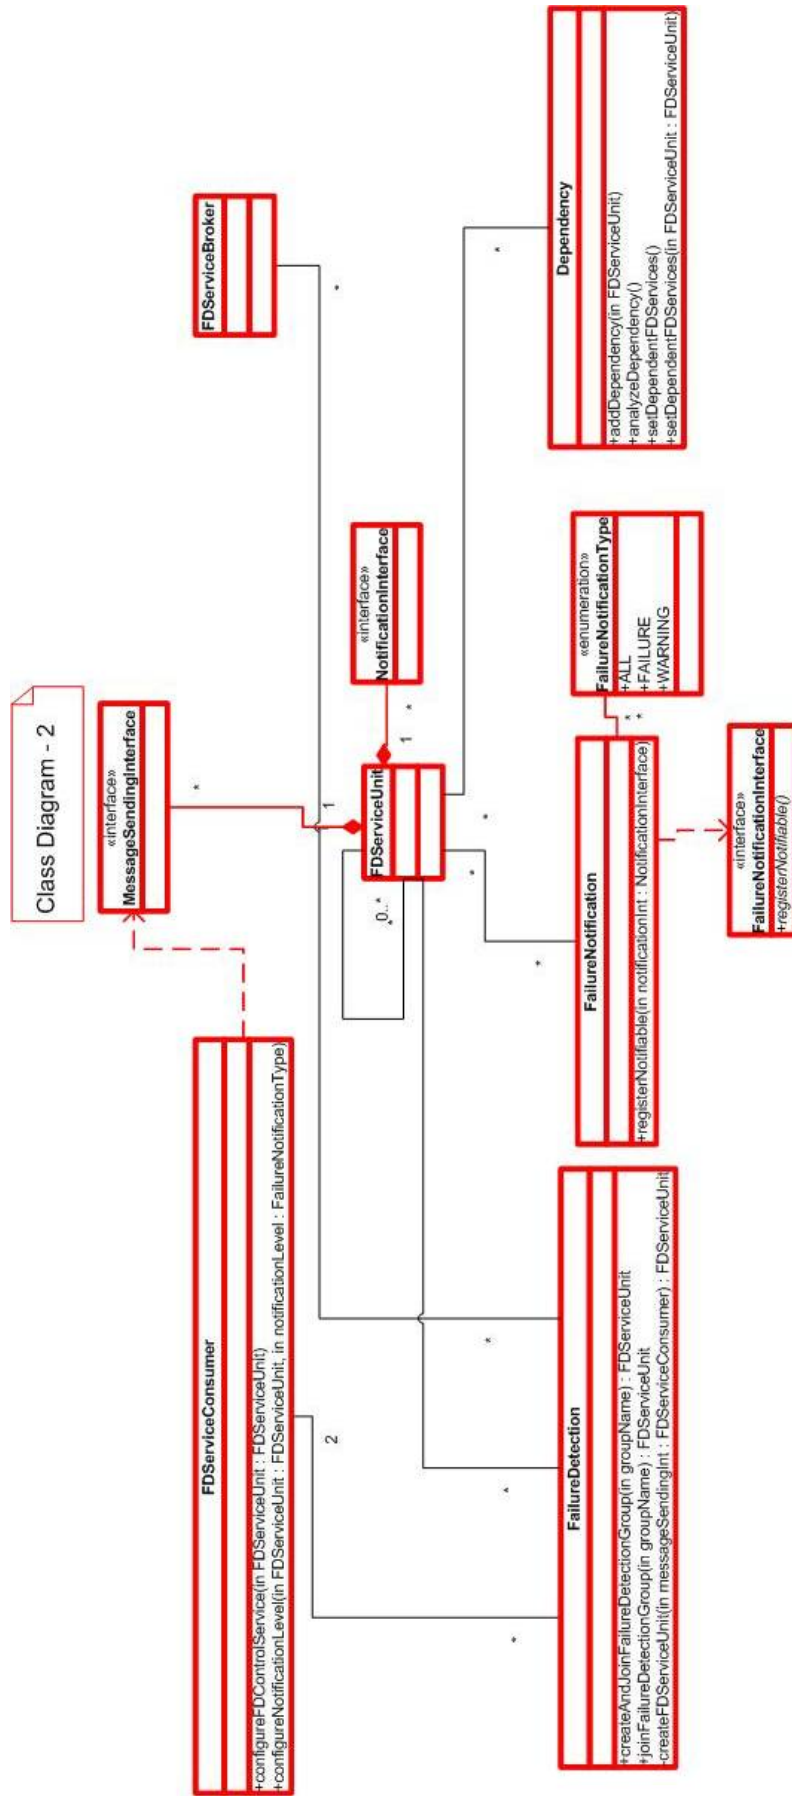 Class Diagram - 2
«interface»
MessageSendingInterface
FDServiceConsumer
+configureFDControlService(in FDServiceUnit : FDServiceUnit)
+configureNotificationLevel(in FDServiceUnit : FDServiceUnit, in notificationLevel : FailureNotificationType)
FDServiceBroker
*
1
*
2
FDServiceUnit
0..*
*
«interface»
NotificationInterface
1
*
*
*
*
*
*
*
*
*
*
FailureDetection
+createAndJoinFailureDetectionGroup(in groupName) : FDServiceUnit
+joinFailureDetectionGroup(in groupName) : FDServiceUnit
-createFDServiceUnit(in messageSendingInt : FDServiceConsumer) : FDServiceUnit
FailureNotification
+registerNotifiable(in notificationInt : NotificationInterface)
*
*
«enumeration»
FailureNotificationType
+ALL
+FAILURE
+WARNING
Dependency
+addDependency(in FDServiceUnit)
+analyzeDependency()
+setDependentFDServices()
+setDependentFDServices(in FDServiceUnit : FDServiceUnit)
«interface»
FailureNotificationInterface
+registerNotifiable()